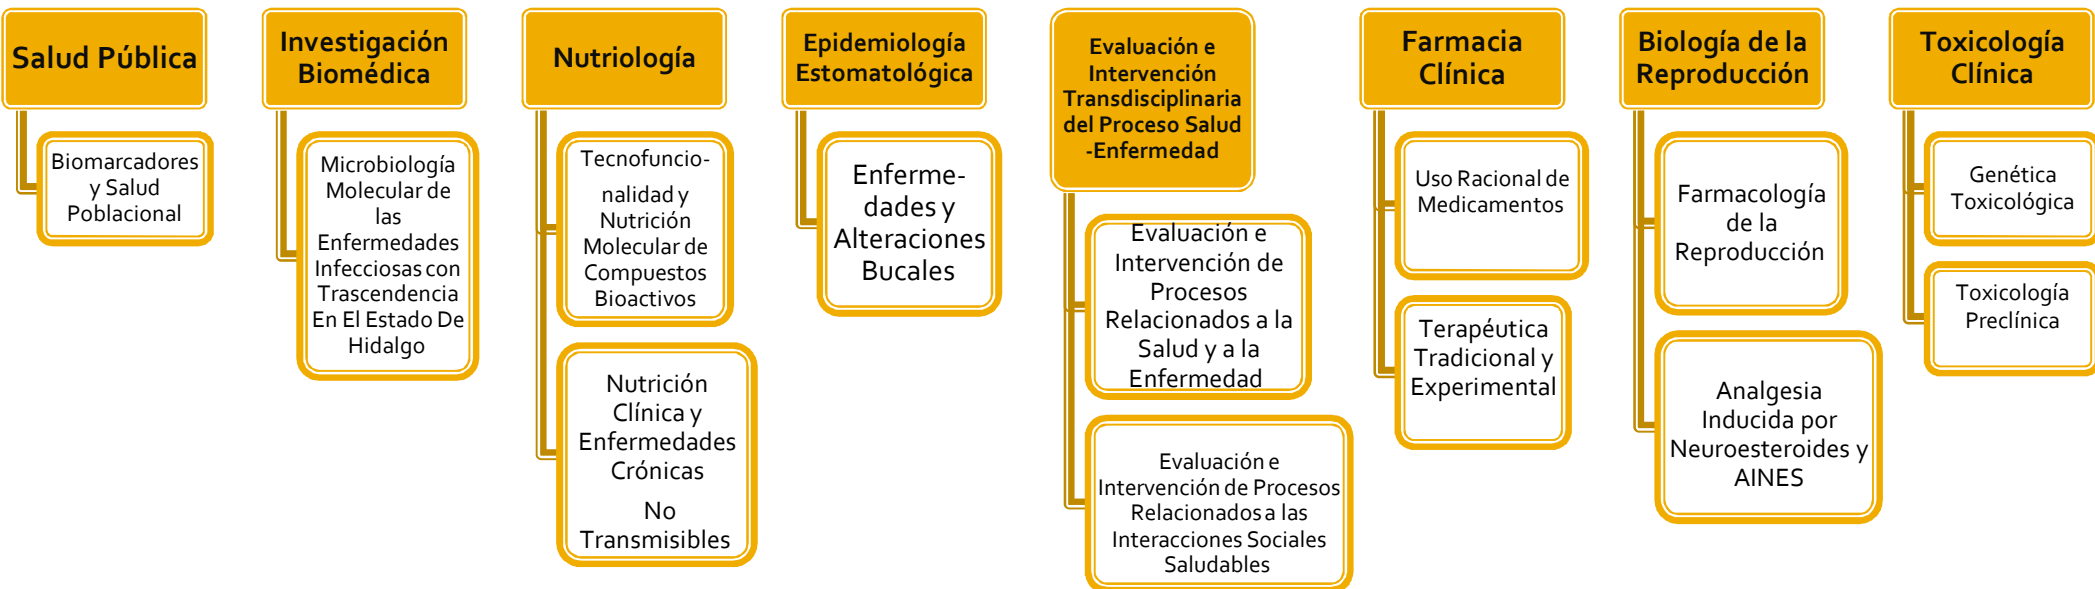 Salud Pública
Biomarcadores
y Salud
Poblacional
Investigación
Biomédica
Microbiología
Molecular de
las
Enfermedades
Infecciosas con
Trascendencia
En El Estado De
Hidalgo
Nutriología
Tecnofuncio-
nalidad y
Nutrición
Molecular de
Compuestos
Bioactivos
Nutrición
Clínica y
Enfermedades
Crónicas
No
Transmisibles
Epidemiología
Estomatológica
Enferme-
dades y
Alteraciones
Bucales
Evaluación e
Intervención
Transdisciplinaria
del Proceso Salud
-Enfermedad
Evaluación e
Intervención de
Procesos
Relacionados a la
Salud y a la
Enfermedad
Evaluación e
Intervención de Procesos
Relacionados a las
Interacciones Sociales
Saludables
Farmacia
Clínica
Uso Racional de
Medicamentos
Terapéutica
Tradicional y
Experimental
Biología de la
Reproducción
Farmacología
de la
Reproducción
Analgesia
Inducida por
Neuroesteroides y
AINES
Toxicología
Clínica
Genética
Toxicológica
Toxicología
Preclínica